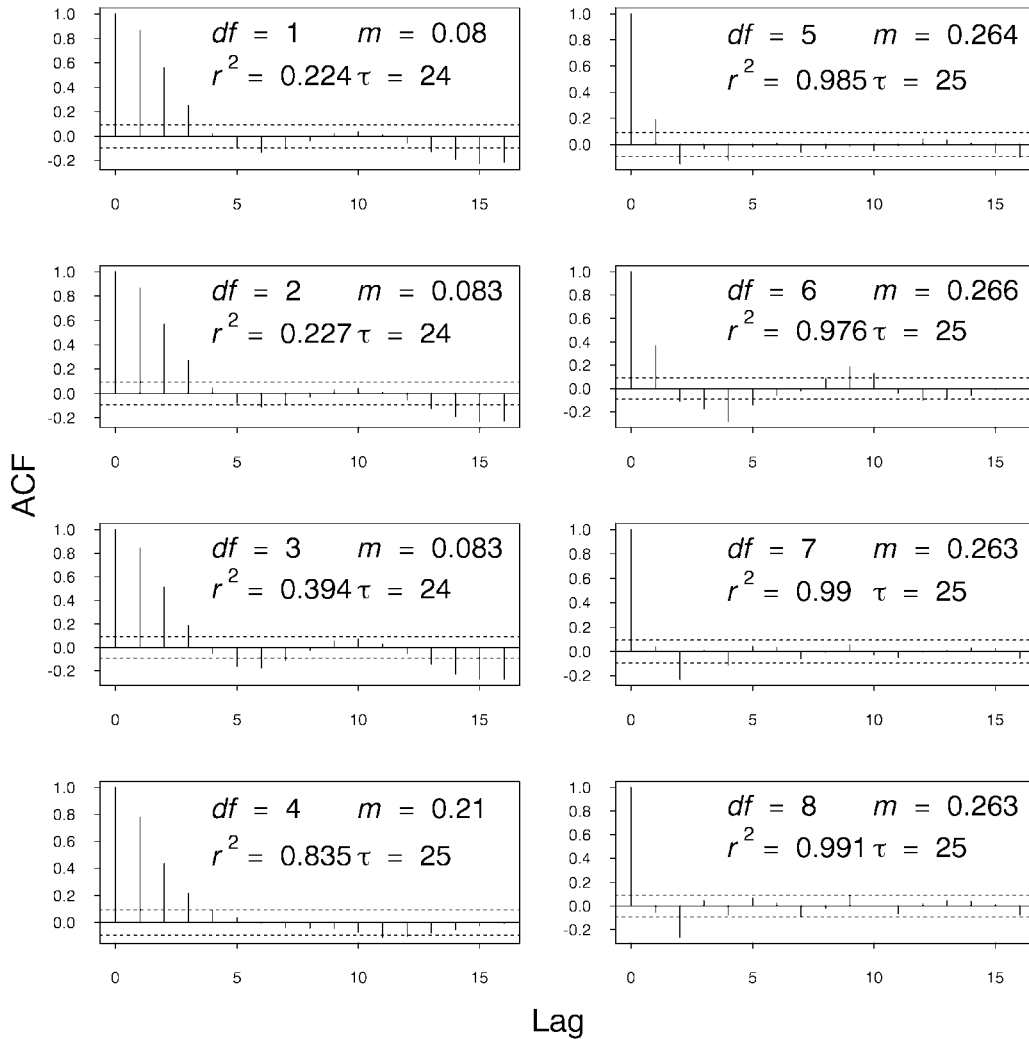 df = 1 m = 0.08
r 2 = 0.224 τ = 24
1.0
0.8
0.6
0.4
0.2
0.0
-0.2
0 5 10 15
df = 5 m = 0.264
r 2 = 0.985 τ = 25
1.0
0.8
0.6
0.4
0.2
0.0
0 5 10 15
df = 2 m = 0.083
r 2 = 0.227 τ = 24
1.0
0.8
0.6
0.4
0.2
0.0
-0.2
0 5 10 15
df = 6 m = 0.266
r 2 = 0.976 τ = 25
1.0
0.8
0.6
0.4
0.2
0.0
-0.2
0 5 10 15
ACF
df = 3 m = 0.083
r 2 = 0.394 τ = 24
1.0
0.8
0.6
0.4
0.2
0.0
-0.2
0 5 10 15
df = 7 m = 0.263
r 2 = 0.99 τ = 25
1.0
0.8
0.6
0.4
0.2
0.0
-0.2
0 5 10 15
df = 4 m = 0.21
r 2 = 0.835 τ = 25
1.0
0.8
0.6
0.4
0.2
0.0
0 5 10 15
df = 8 m = 0.263
r 2 = 0.991 τ = 25
1.0
0.8
0.6
0.4
0.2
0.0
-0.2
0 5 10 15
Lag